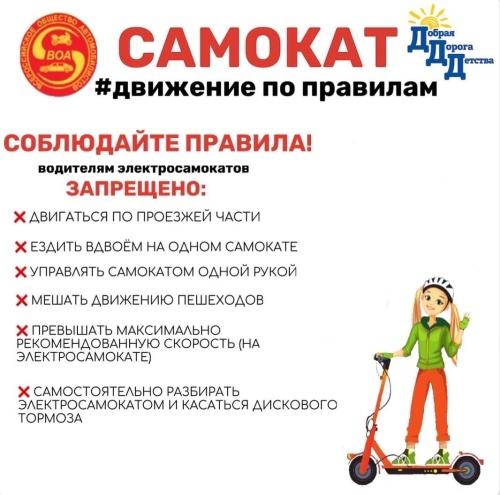 ВСЕРОССИЙСКОЕ ОБЩЕСТВО АВТОМОБИЛИСТОВ
ВОА
САМОКАТ
Добрая
Дорога
Детства
#движение по правилам
СОБЛЮДАЙТЕ ПРАВИЛА!
водителям электросамокатов
ЗАПРЕЩЕНО:
❌ ДВИГАТЬСЯ ПО ПРОЕЗЖЕЙ ЧАСТИ
❌ ЕЗДИТЬ ВДВОЁМ НА ОДНОМ САМОКАТЕ
❌ УПРАВЛЯТЬ САМОКАТОМ ОДНОЙ РУКОЙ
❌ МЕШАТЬ ДВИЖЕНИЮ ПЕШЕХОДОВ
❌ ПРЕВЫШАТЬ МАКСИМАЛЬНО
РЕКОМЕНДОВАННУЮ СКОРОСТЬ (НА
ЭЛЕКТРОСАМОКАТЕ)
❌ САМОСТОЯТЕЛЬНО РАЗБИРАТЬ
ЭЛЕКТРОСАМОКАТОМ И КАСАТЬСЯ ДИСКОВОГО
ТОРМОЗА